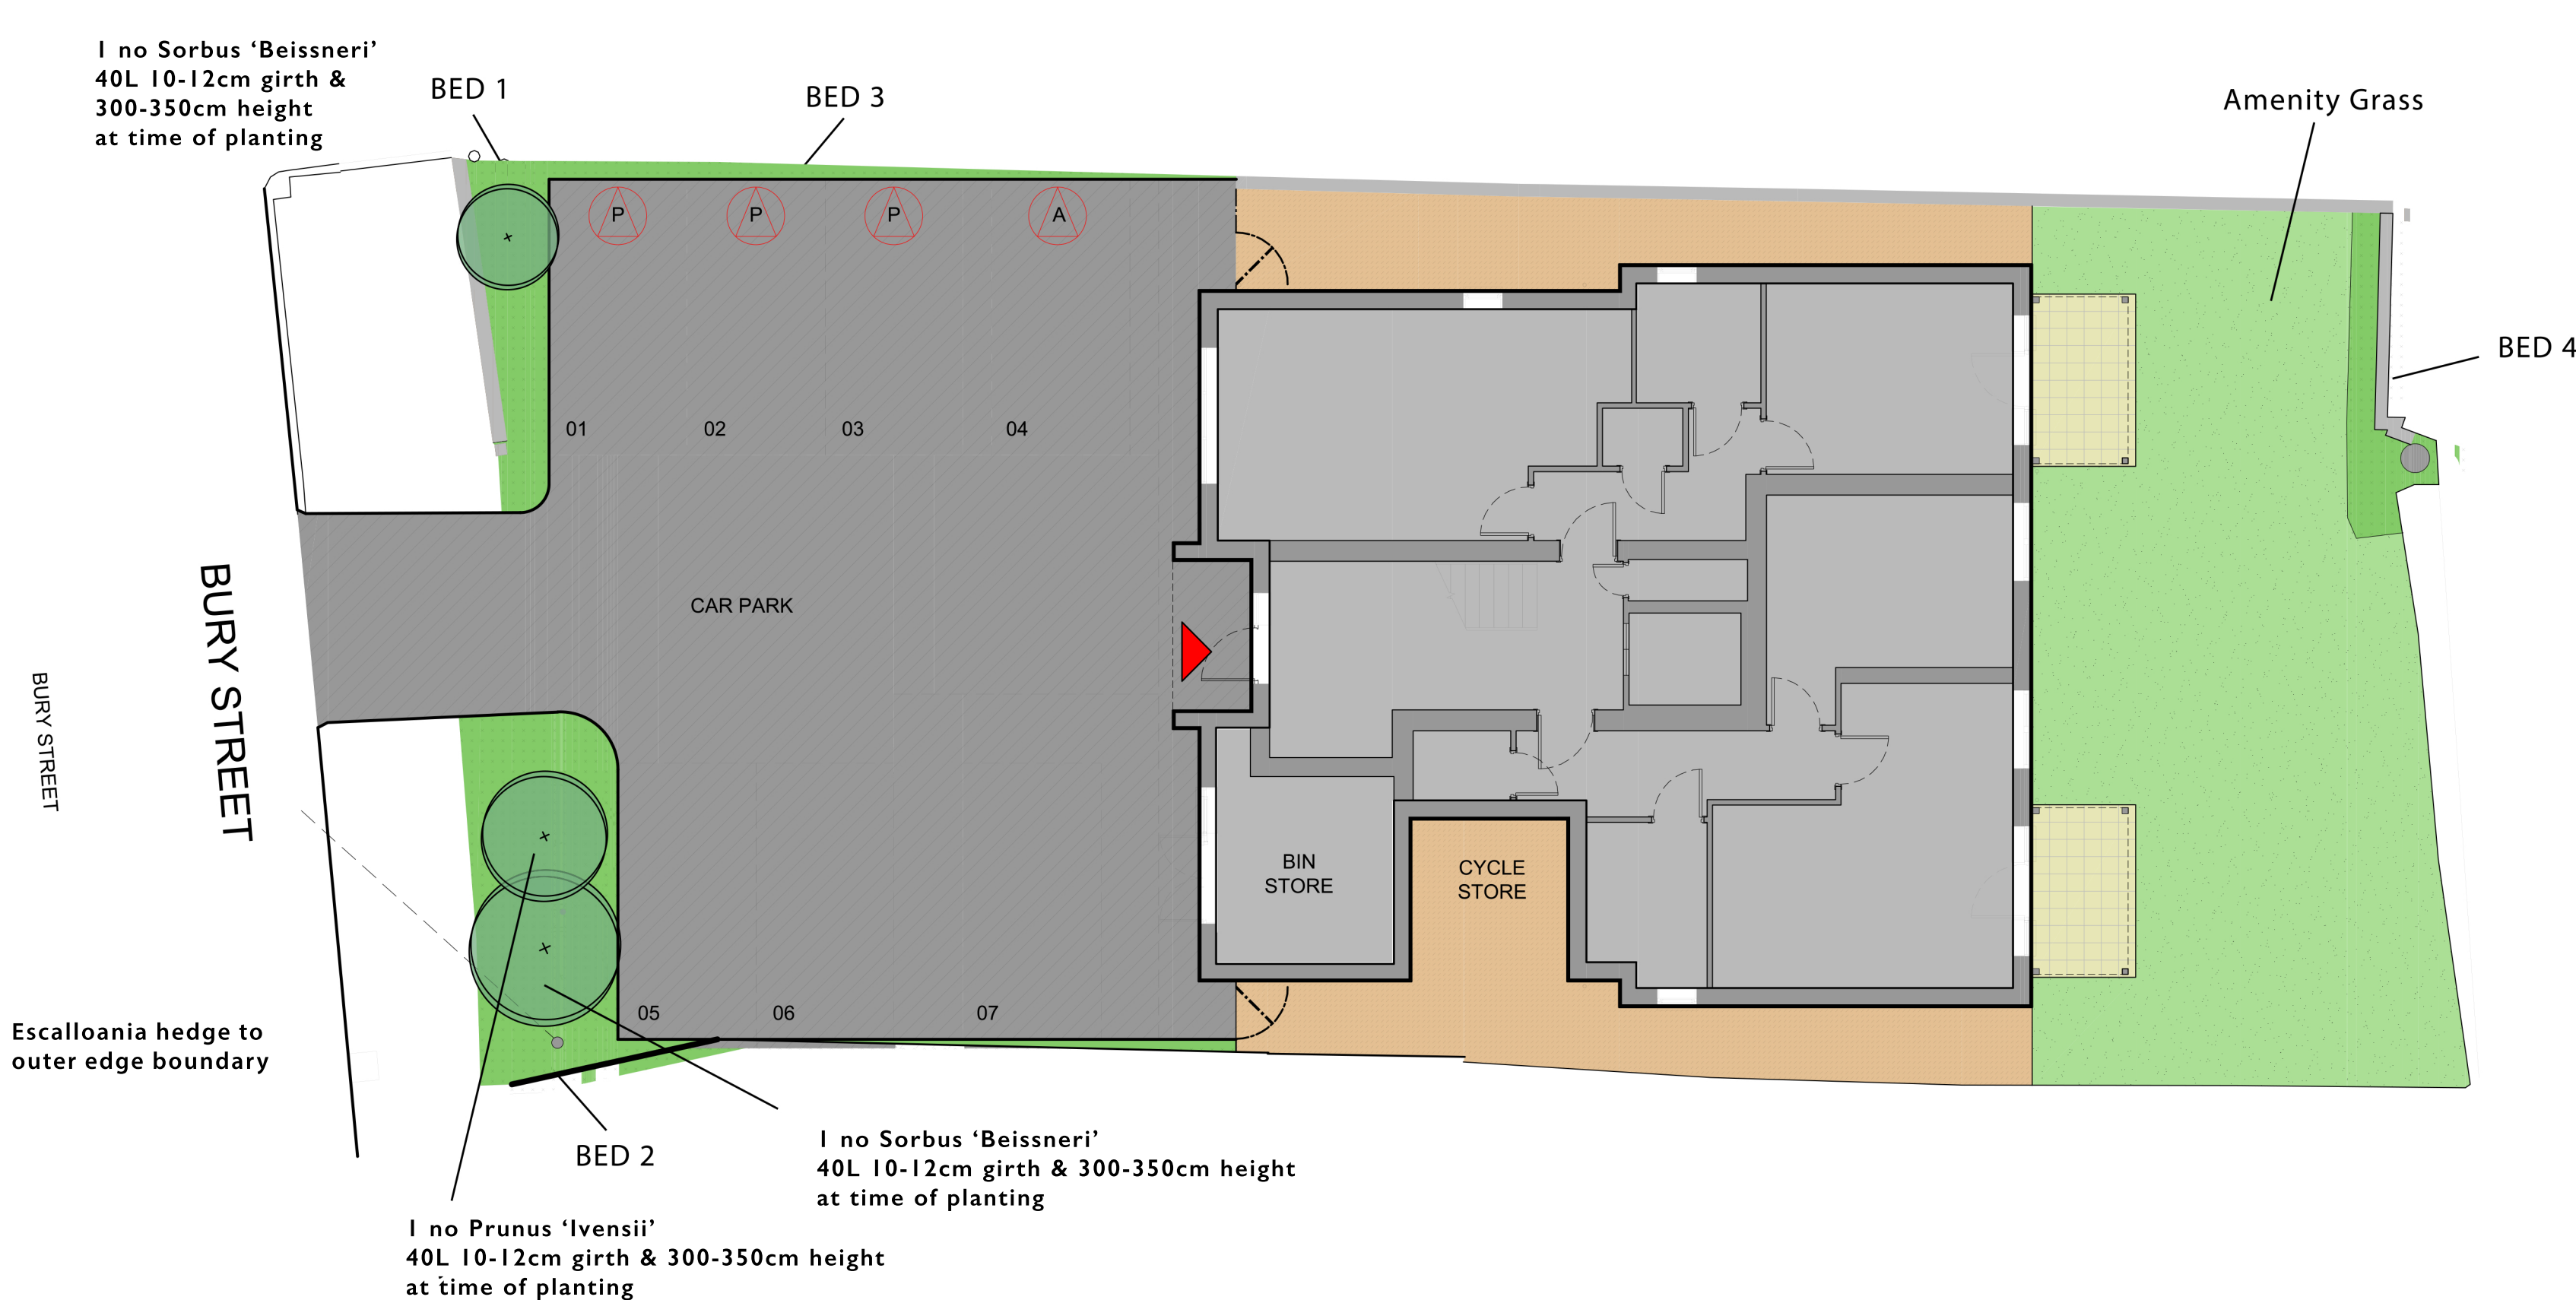 1 no Sorbus ‘Beissneri’
40L 10-12cm girth &
300-350cm height
at time of planting
BED 1
BED 3
Amenity Grass
P
P
P
A
BED 4
01
02
03
04
CAR PARK
BURY STREET
BURY STREET
BIN
STORE
CYCLE
STORE
05
06
07
Escalloania hedge to
outer edge boundary
BED 2
1 no Sorbus ‘Beissneri’
40L 10-12cm girth & 300-350cm height
at time of planting
1 no Prunus ‘Ivensii’
40L 10-12cm girth & 300-350cm height
at time of planting